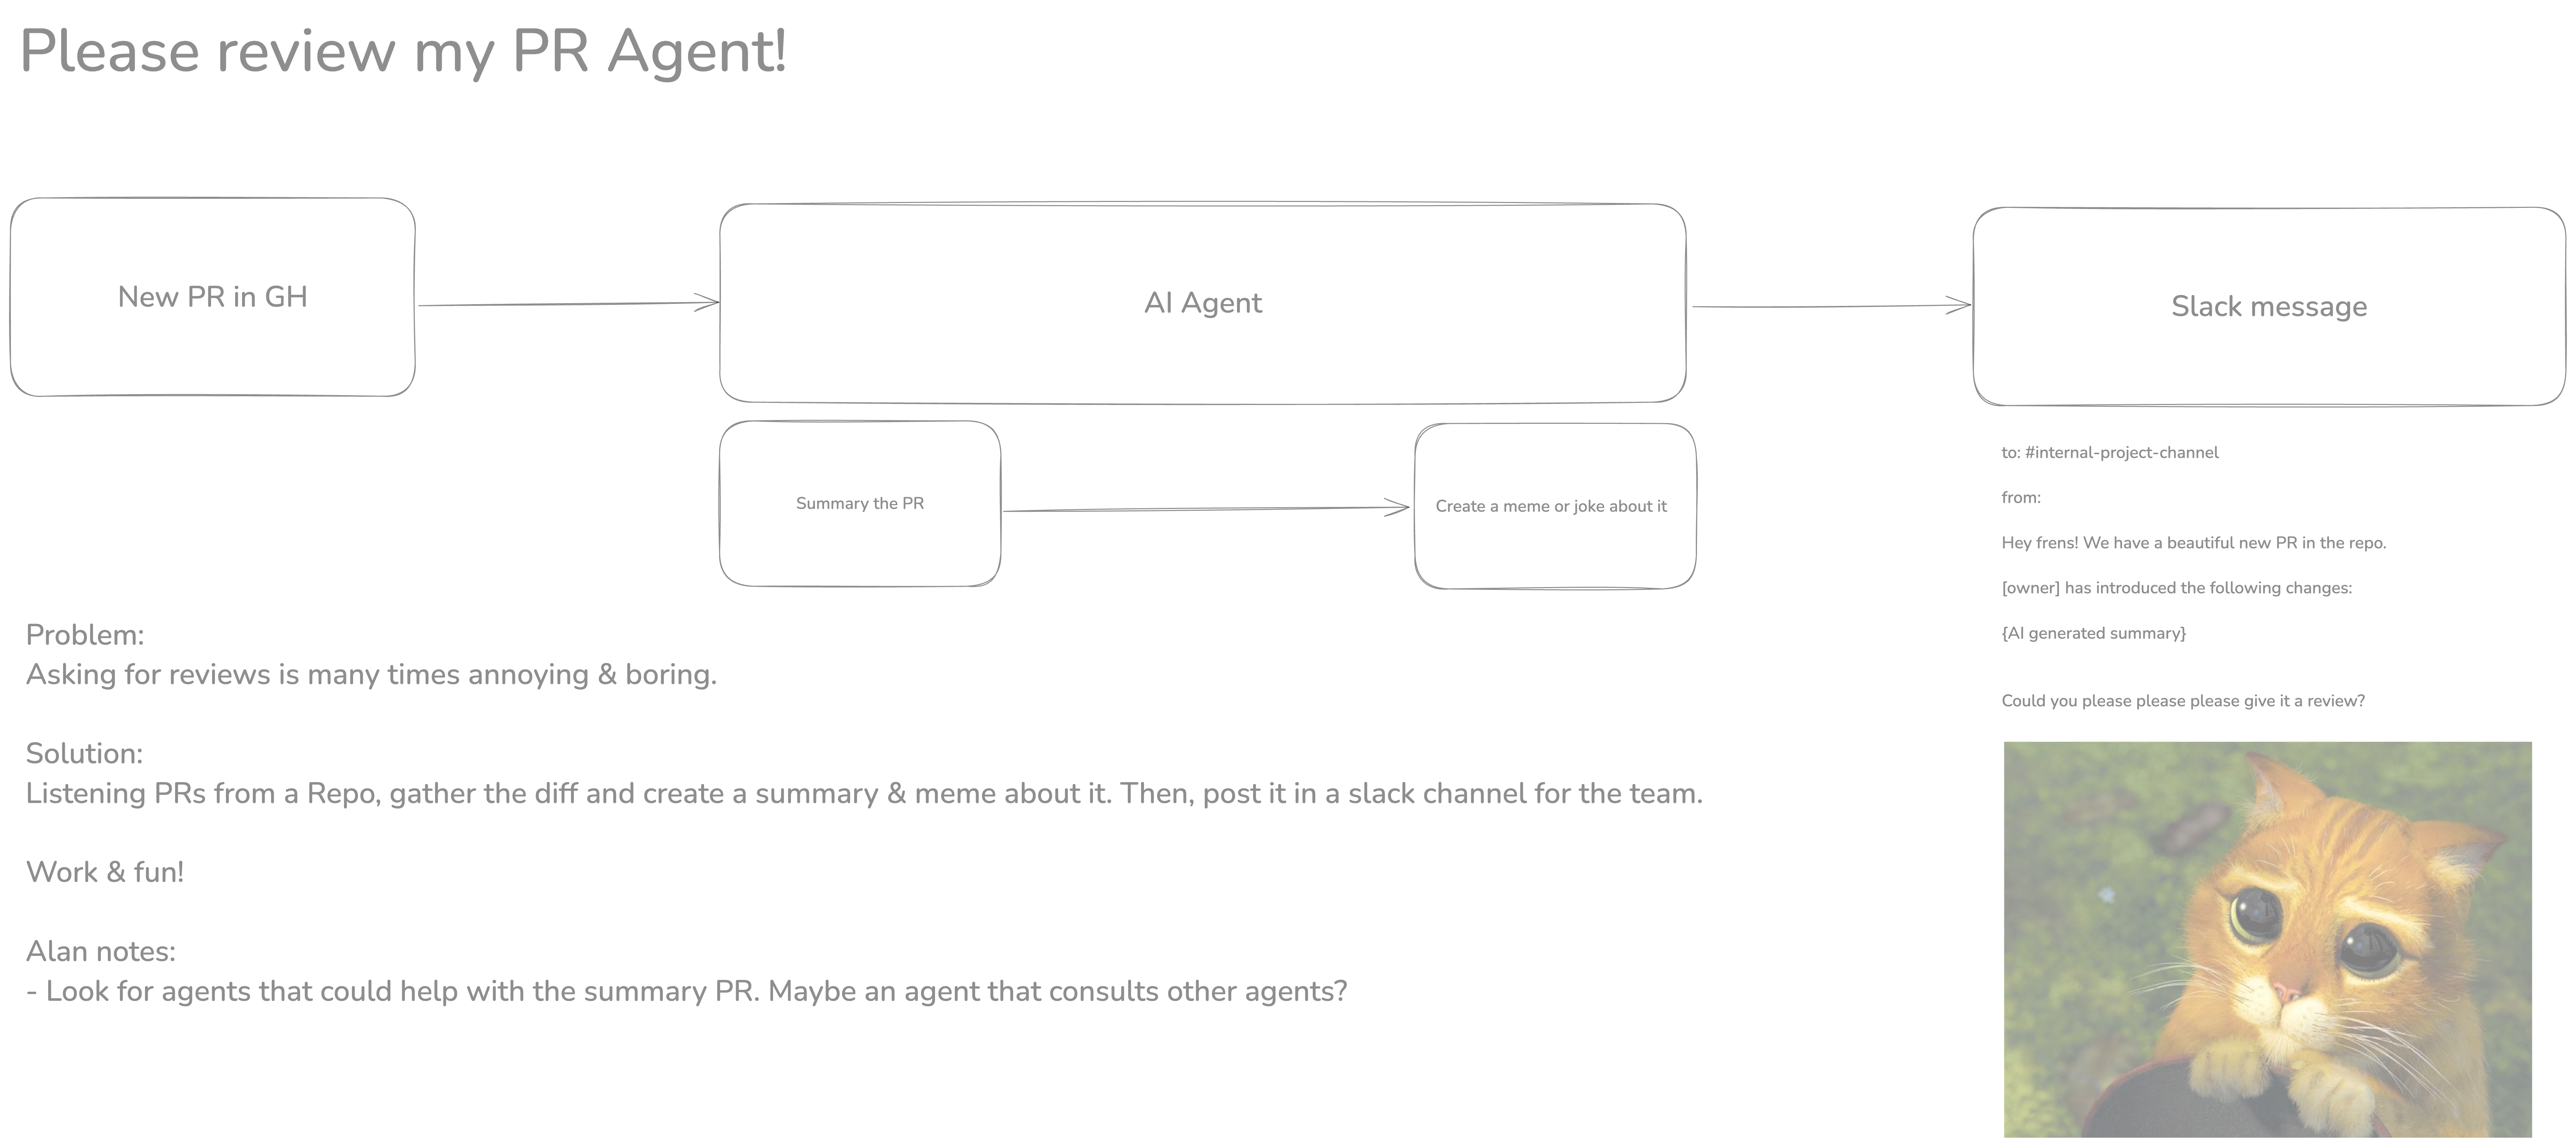 Please review my PR Agent!
New PR in GH
AI Agent
Slack message
Summary the PR
Create a meme or joke about it
to: #internal-project-channel
from:
Hey frens! We have a beautiful new PR in the repo.
[owner] has introduced the following changes:
{AI generated summary}
Could you please please please give it a review?
Problem:
Asking for reviews is many times annoying & boring.
Solution:
Listening PRs from a Repo, gather the diff and create a summary & meme about it. Then, post it in a slack channel for the team.
Work & fun!
Alan notes:
- Look for agents that could help with the summary PR. Maybe an agent that consults other agents?